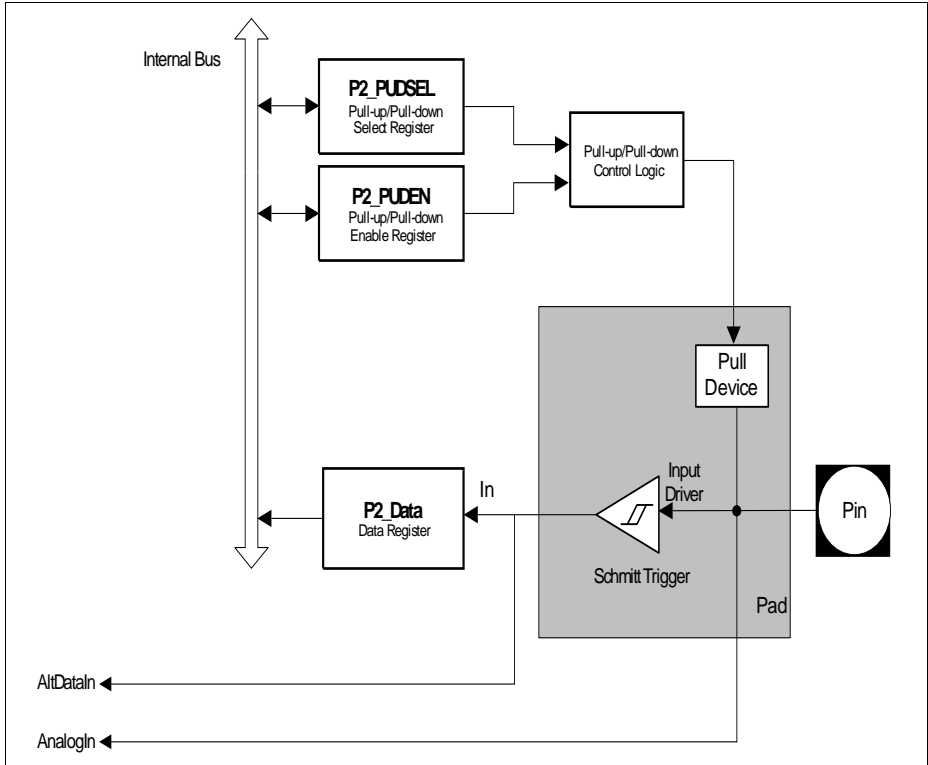 Internal Bus
P2_PUDSEL
Pull-up/Pull-down
Select Register
P2_PUDEN
Pull-up/Pull-down
Enable Register
Pull-up/Pull-down
Control Logic
Pull
Device
Input
Driver
In
P2_Data
Data Register
Pin
Schmitt Trigger
Pad
AltDataIn
AnalogIn